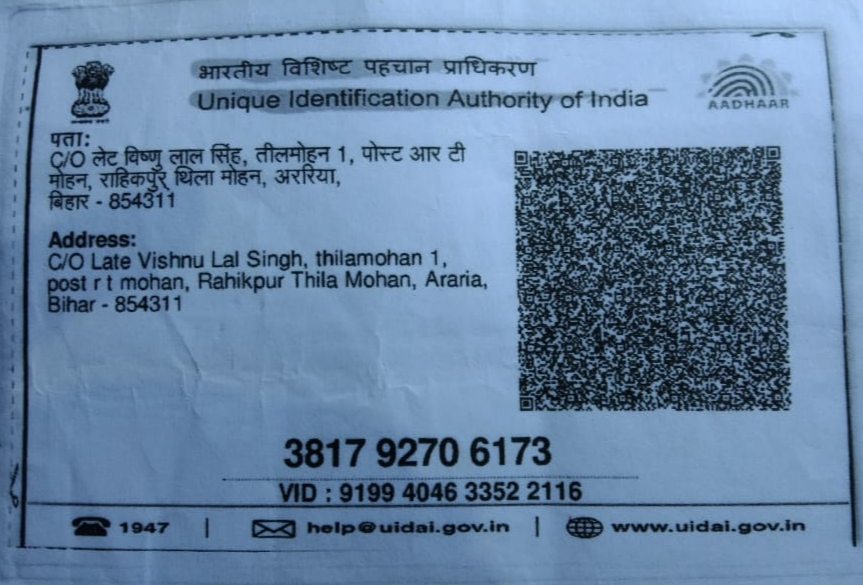 भारतीय विशिष्ट पहचान प्राधिकरण
Unique Identification Authority of India
AADHAAR
पता:
C/O लेट विष्णु लाल सिंह, तीलमोहन 1, पोस्ट आर टी
मोहन, राहिकपुर थिला मोहन, अररिया,
बिहार - 854311
Address:
C/O Late Vishnu Lal Singh, thilamohan 1,
post r t mohan, Rahikpur Thila Mohan, Araria,
Bihar - 854311
3817 9270 6173
VID : 9199 4046 3352 2116
1947 | help@uidai.gov.in | www.uidai.gov.in